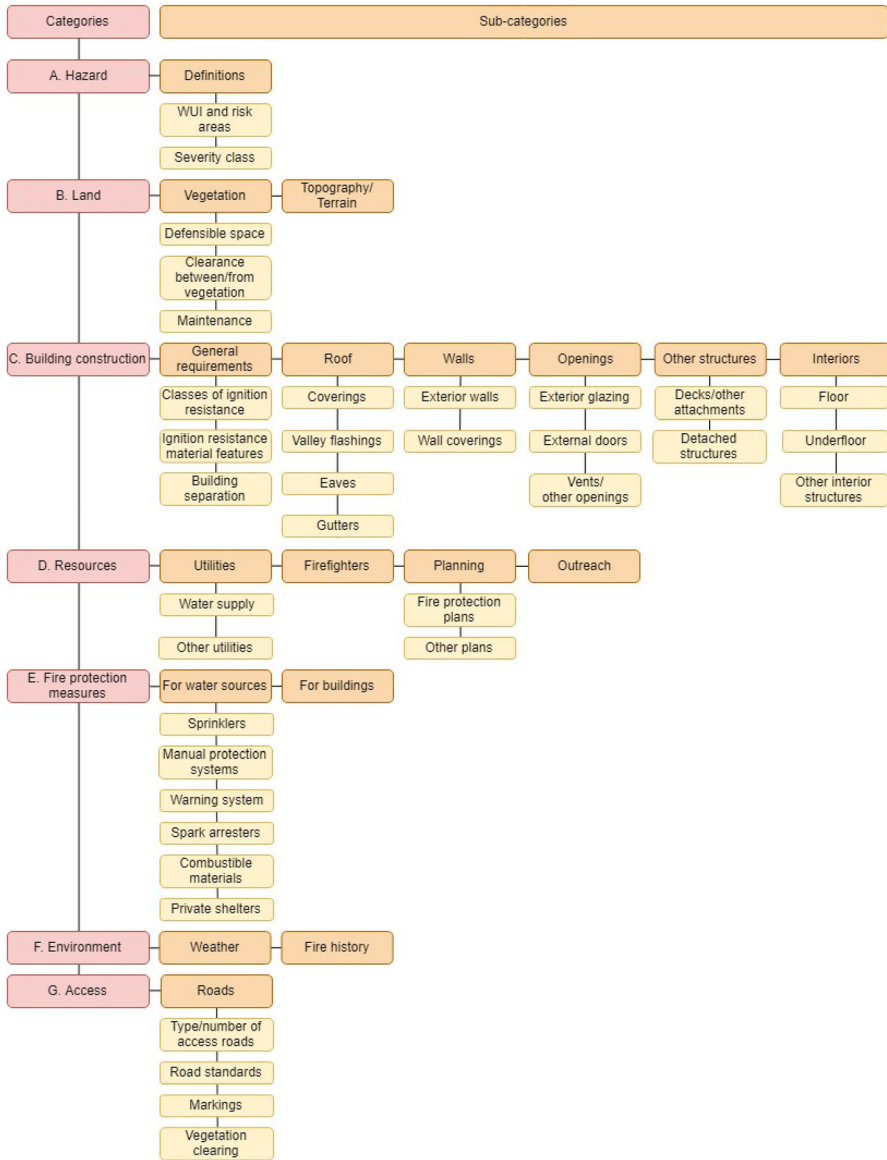 Categories
Sub-categories
A. Hazard
Definitions
WUI and risk
areas
Severity class
B. Land
Vegetation
Topography/
Terrain
Defensible space
Clearance
between/from
vegetation
Maintenance
C. Building construction
General
requirements
Roof
Walls
Openings
Other structures
Interiors
Classes of ignition
resistance
Coverings
Exterior walls
Exterior glazing
Decks/other
attachments
Floor
Ignition resistance
material features
Valley flashings
Wall coverings
External doors
Detached
structures
Underfloor
Building
separation
Eaves
Vents/
other openings
Other interior
structures
Gutters
D. Resources
Utilities
Firefighters
Planning
Outreach
Water supply
Fire protection
plans
Other utilities
Other plans
E. Fire protection
measures
For water sources
For buildings
Sprinklers
Manual protection
systems
Warning system
Spark arresters
Combustible
materials
Private shelters
F. Environment
Weather
Fire history
G. Access
Roads
Type/number of
access roads
Road standards
Markings
Vegetation
clearing